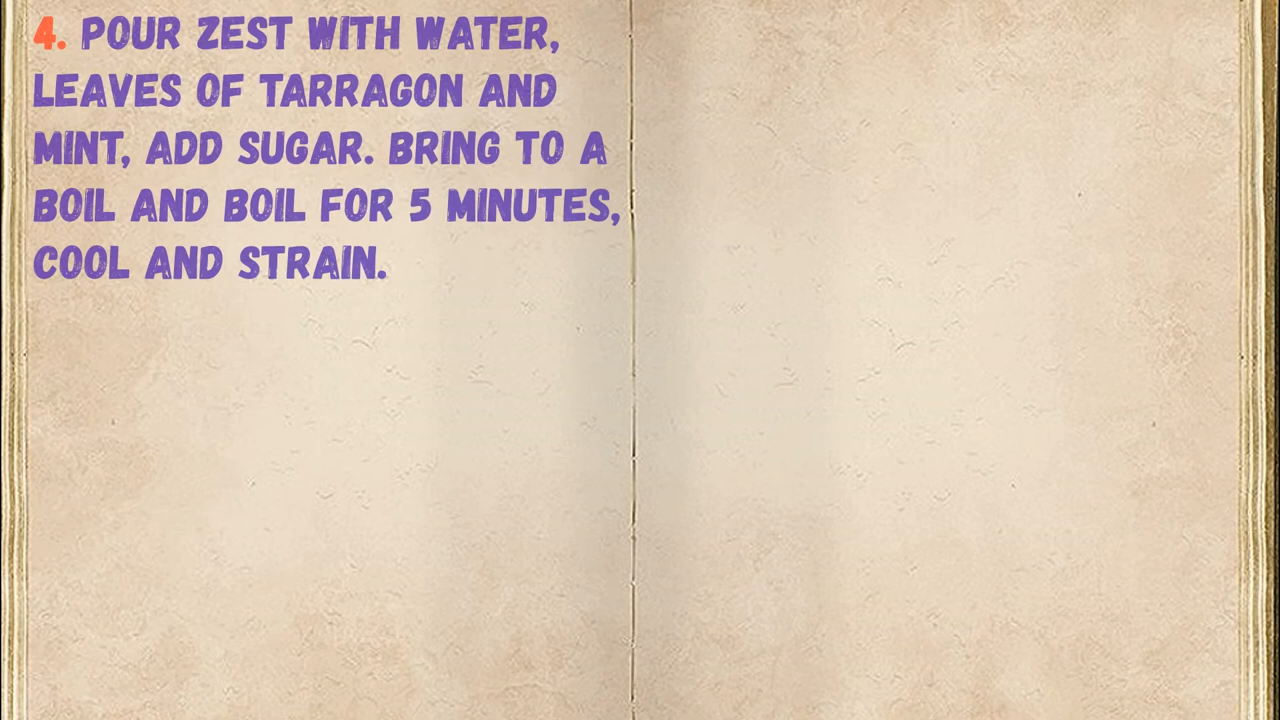 4. POUR ZEST WITH WATER,
LEAVES OF TARRAGON AND
MINT, ADD SUGAR. BRING TO A
BOIL AND BOIL FOR 5 MINUTES,
COOL AND STRAIN.